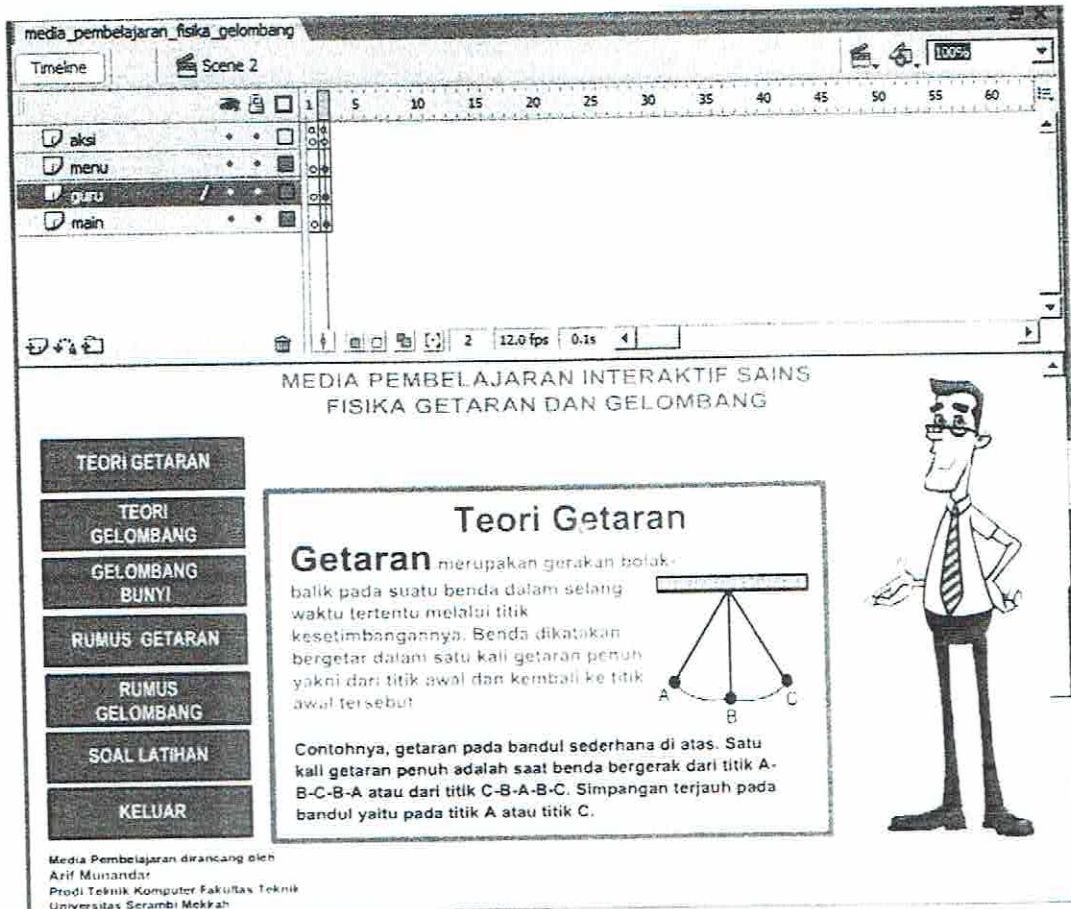 media_pembelajaran_fisika_gelombang
Timeline
Scene 2
100%
1 5 10 15 20 25 30 35 40 45 50 55 60
aksi
menu
guru
main
2 12.0 fps 0.1s
MEDIA PEMBELAJARAN INTERAKTIF SAINS
FISIKA GETARAN DAN GELOMBANG
TEORI GETARAN
TEORI
GELOMBANG
GELOMBANG
BUNYI
RUMUS GETARAN
RUMUS
GELOMBANG
SOAL LATIHAN
KELUAR
Teori Getaran
Getaran merupakan gerakan bolak-
balik pada suatu benda dalam selang
waktu tertentu melalui titik
kesetimbangannya. Benda dikatakan
bergetar dalam satu kali getaran penuh
yakni dari titik awal dan kembali ke titik
awal tersebut
A
B
C
Contohnya, getaran pada bandul sederhana di atas. Satu
kali getaran penuh adalah saat benda bergerak dari titik A-
B-C-B-A atau dari titik C-B-A-B-C. Simpangan terjauh pada
bandul yaitu pada titik A atau titik C.
Media Pembelajaran dirancang oleh
Arif Munandar
Prodi Teknik Komputer Fakultas Teknik
Universitas Serambi Mekkah